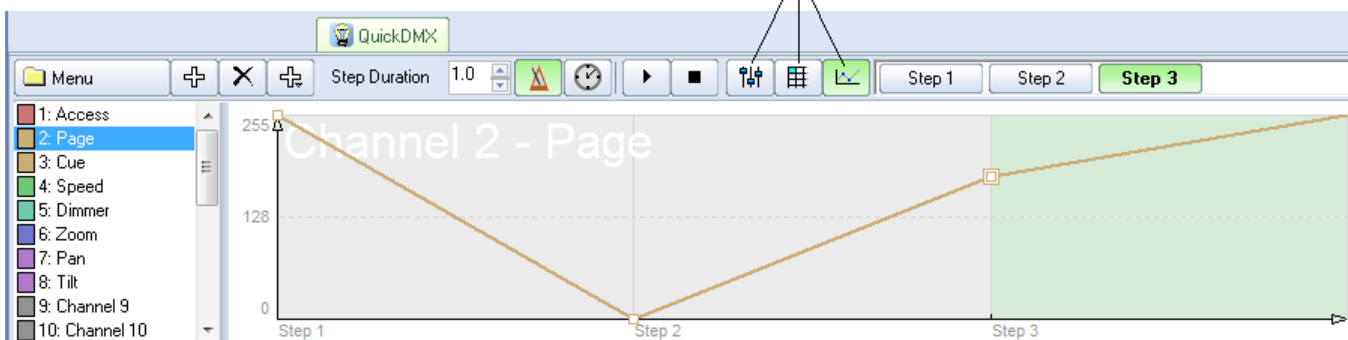 QuickDMX
Menu Step Duration 1.0 Step 1 Step 2 Step 3
1: Access
2: Page
3: Cue
4: Speed
5: Dimmer
6: Zoom
7: Pan
8: Tilt
9: Channel 9
10: Channel 10
Channel 2 - Page
255
128
0
Step 1 Step 2 Step 3